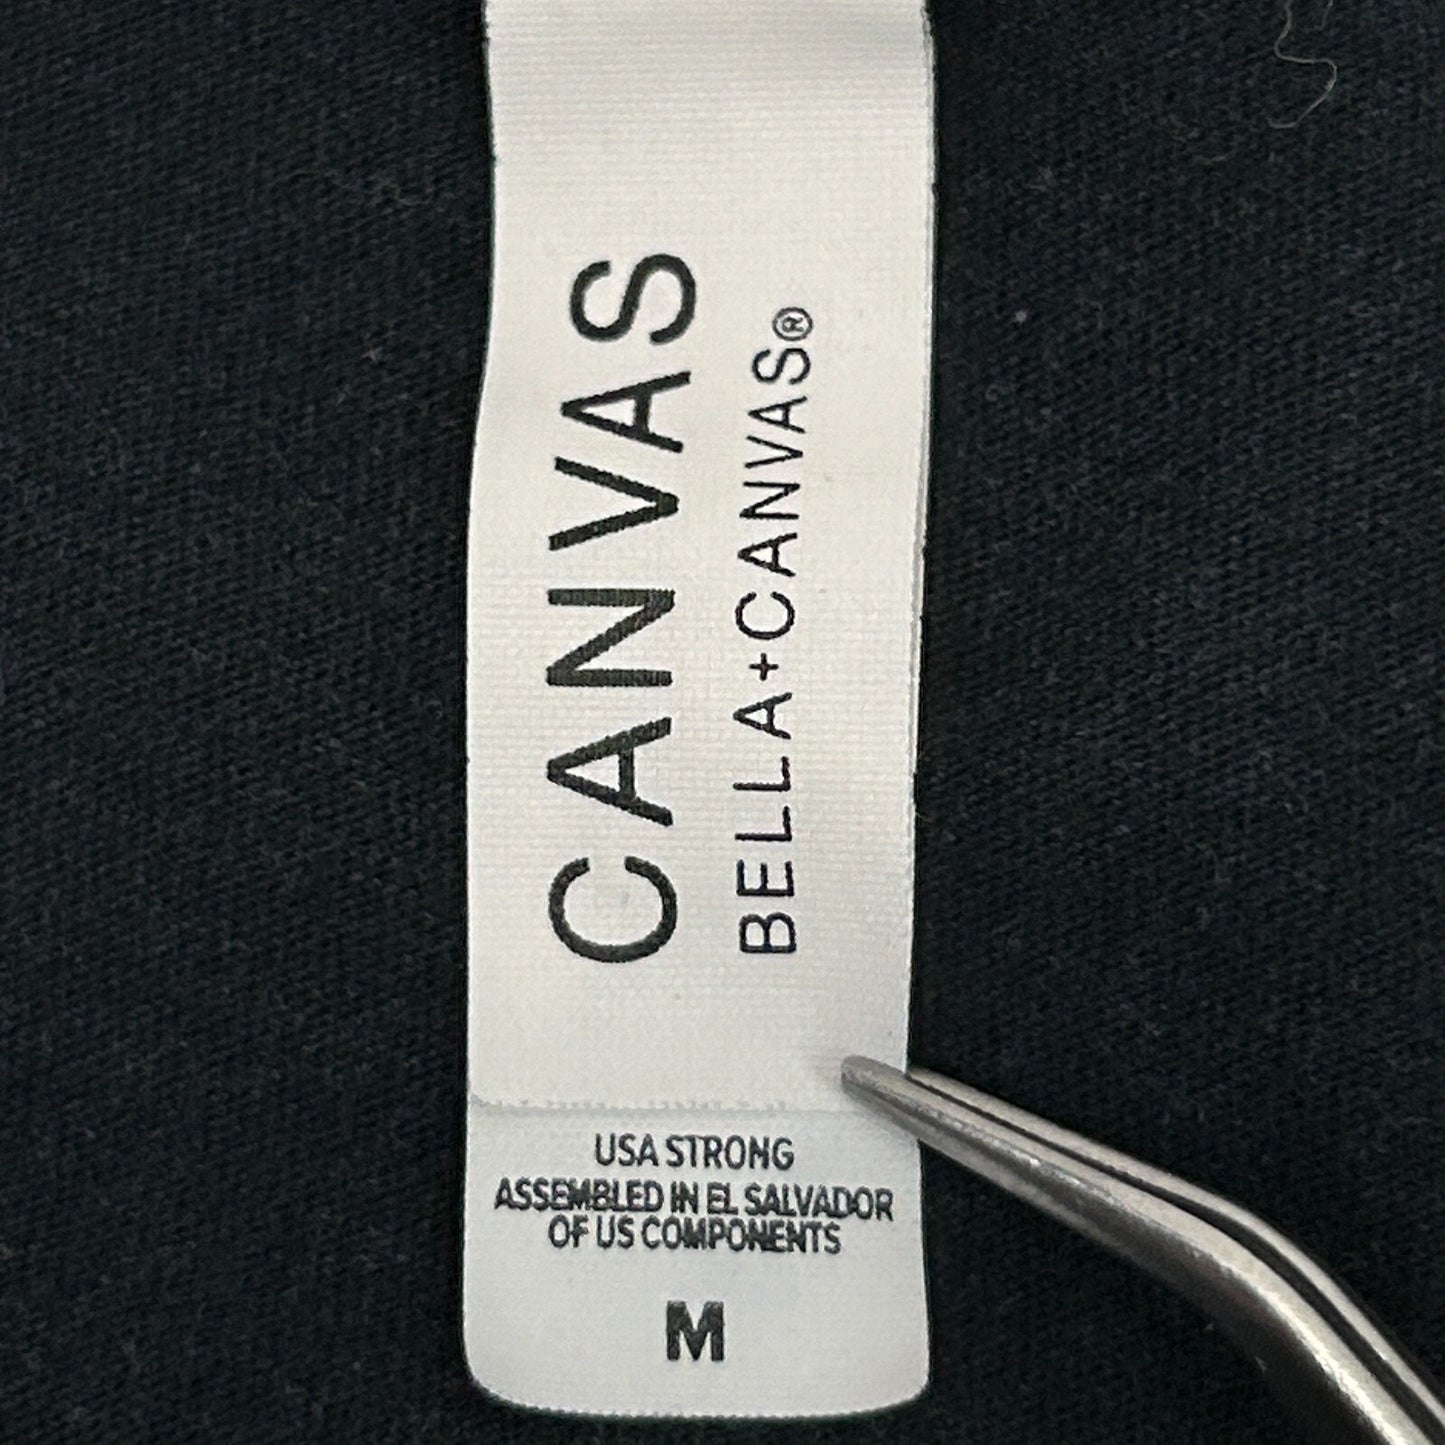 CANVAS
BELLA+CANVAS®
USA STRONG
ASSEMBLED IN EL SALVADOR
OF US COMPONENTS
M